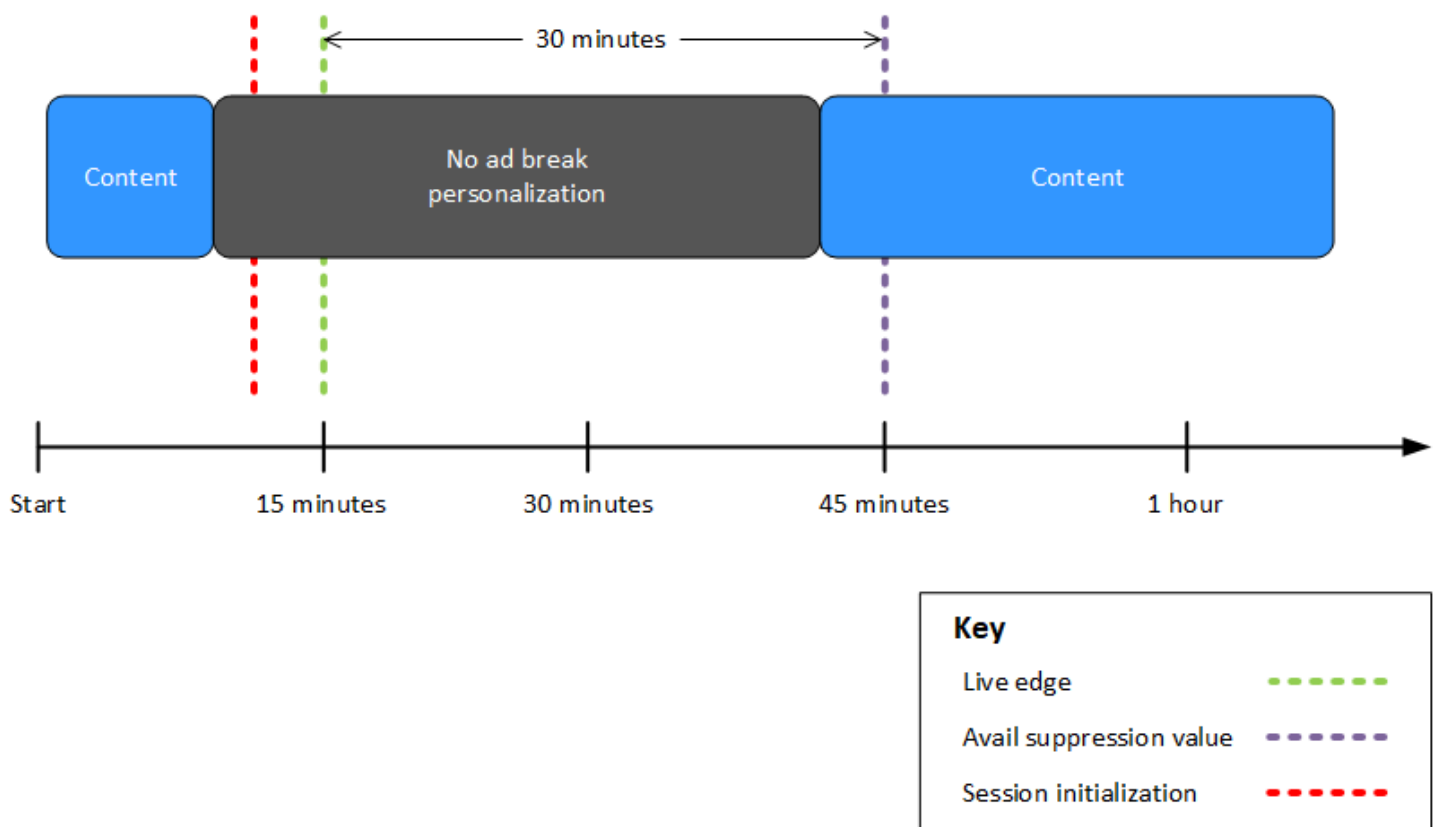 30 minutes
Content
No ad break
personalization
Content
Start
15 minutes
30 minutes
45 minutes
1 hour
Key
Live edge
Avail suppression value
Session initialization